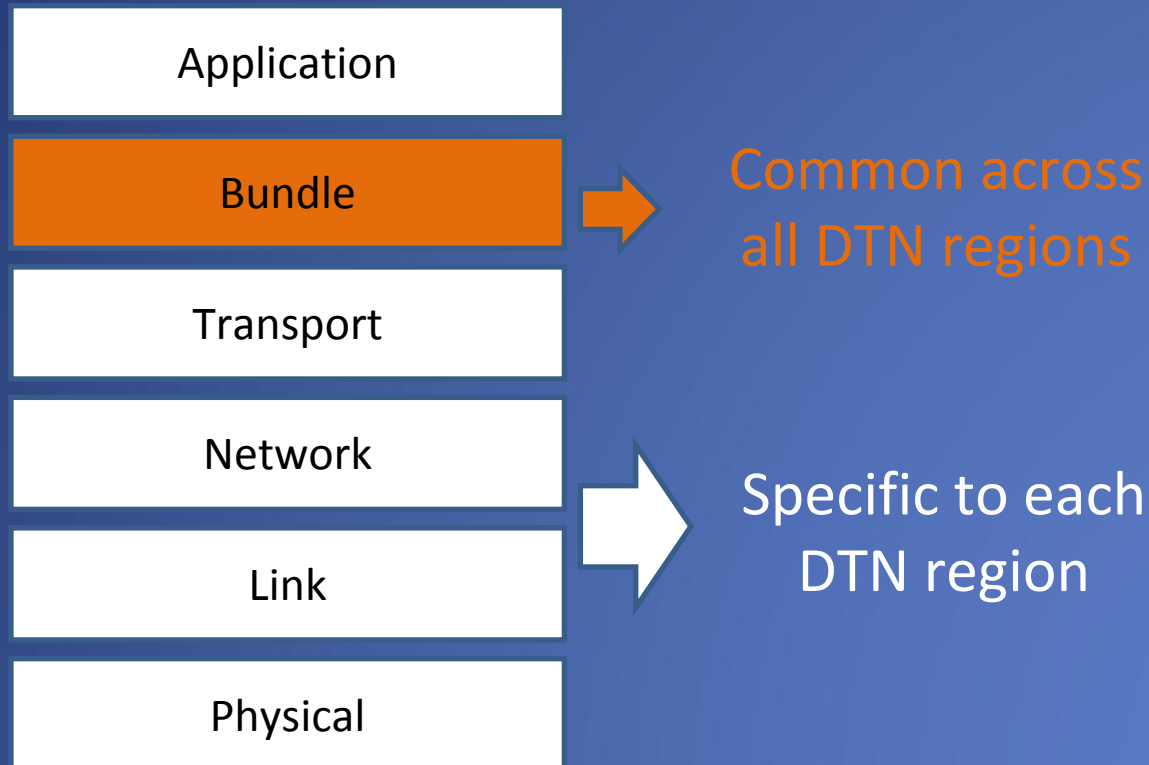 Application
Bundle
Common across
all DTN regions
Transport
Network
Specific to each
DTN region
Link
Physical